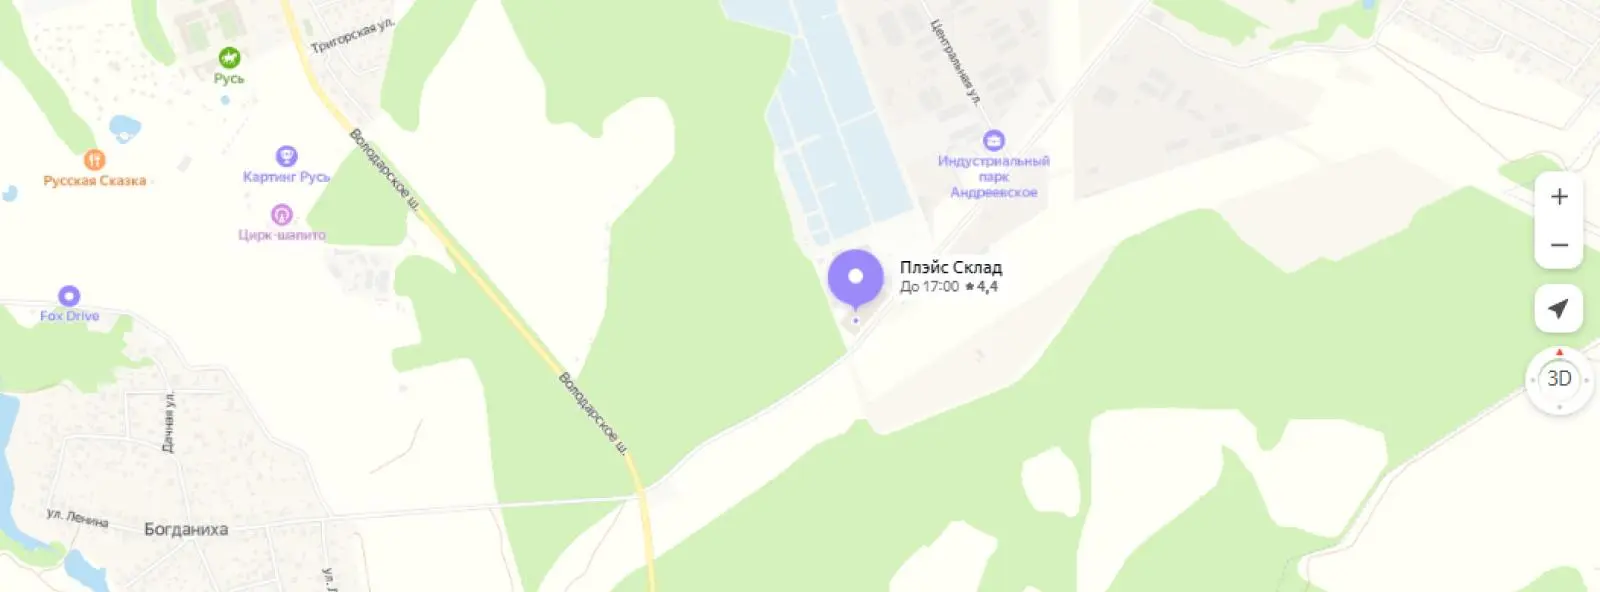 Тригорская ул.
Центральная ул.
Русь
Володарское ш.
Индустриальный
парк
Андреевское
Картинг Русь
Русская Сказка
Цирк-шапито
Плэйс Склад
До 17:00 ★4,4
Fox Drive
Володарское ш.
Дачная ул.
ул. Ленина
Богданиха
+
−
3D